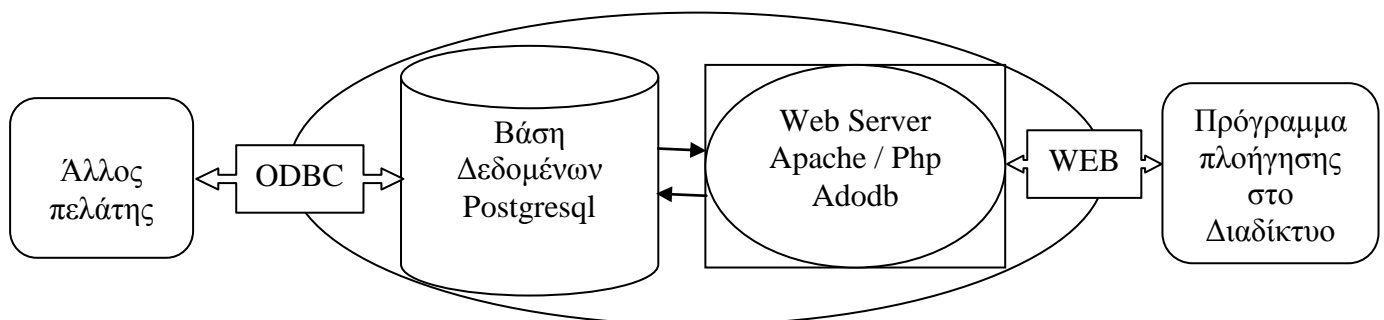 Άλλος
πελάτης
ODBC
Βάση
Δεδομένων
Postgresql
Web Server
Apache / Php
Adodb
WEB
Πρόγραμμα
πλοήγησης
στο
Διαδίκτυο